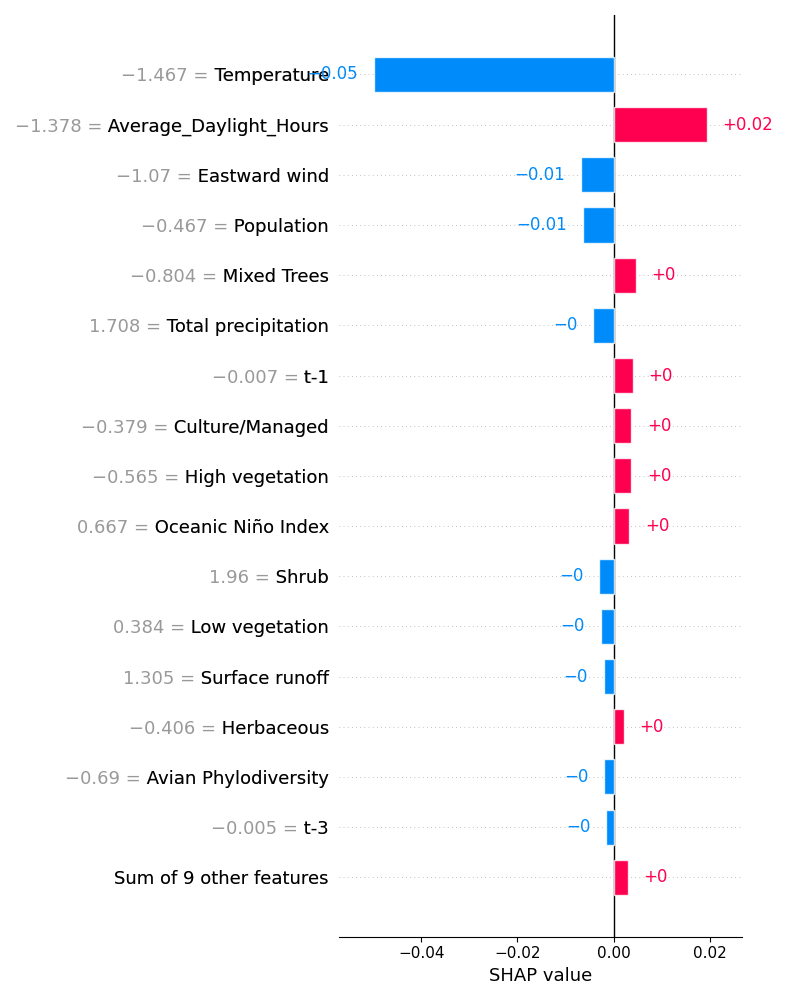 −1.467 = Temperature −0.05
−1.378 = Average_Daylight_Hours +0.02
−1.07 = Eastward wind −0.01
−0.467 = Population −0.01
−0.804 = Mixed Trees +0
1.708 = Total precipitation −0
−0.007 = t-1 +0
−0.379 = Culture/Managed +0
−0.565 = High vegetation +0
0.667 = Oceanic Niño Index +0
1.96 = Shrub −0
0.384 = Low vegetation −0
1.305 = Surface runoff −0
−0.406 = Herbaceous +0
−0.69 = Avian Phylodiversity −0
−0.005 = t-3 −0
Sum of 9 other features +0
−0.04 −0.02 0.00 0.02
SHAP value